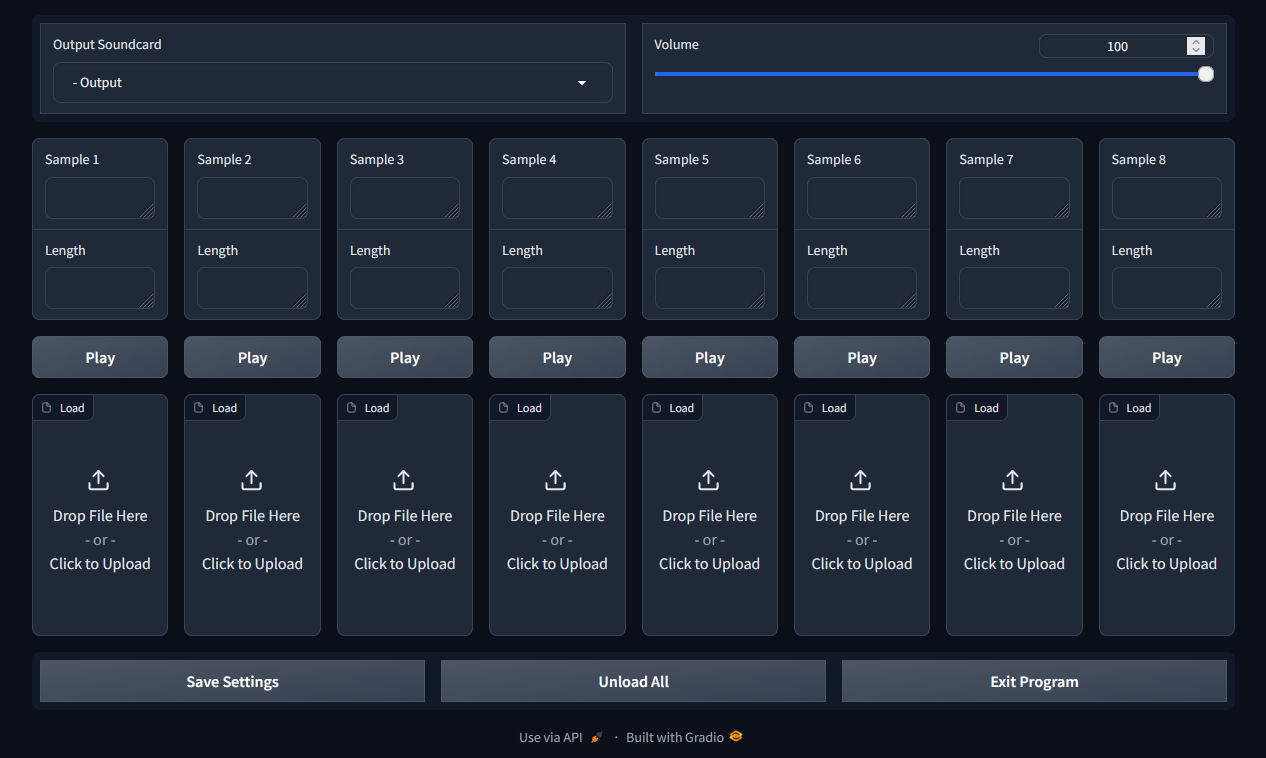 Output Soundcard
- Output
Volume
100
Sample 1 Sample 2 Sample 3 Sample 4 Sample 5 Sample 6 Sample 7 Sample 8
Length Length Length Length Length Length Length Length
Play Play Play Play Play Play Play Play
Load Load Load Load Load Load Load Load
Drop File Here Drop File Here Drop File Here Drop File Here Drop File Here Drop File Here Drop File Here Drop File Here
- or - - or - - or - - or - - or - - or - - or - - or -
Click to Upload Click to Upload Click to Upload Click to Upload Click to Upload Click to Upload Click to Upload Click to Upload
Save Settings Unload All Exit Program
Use via API · Built with Gradio